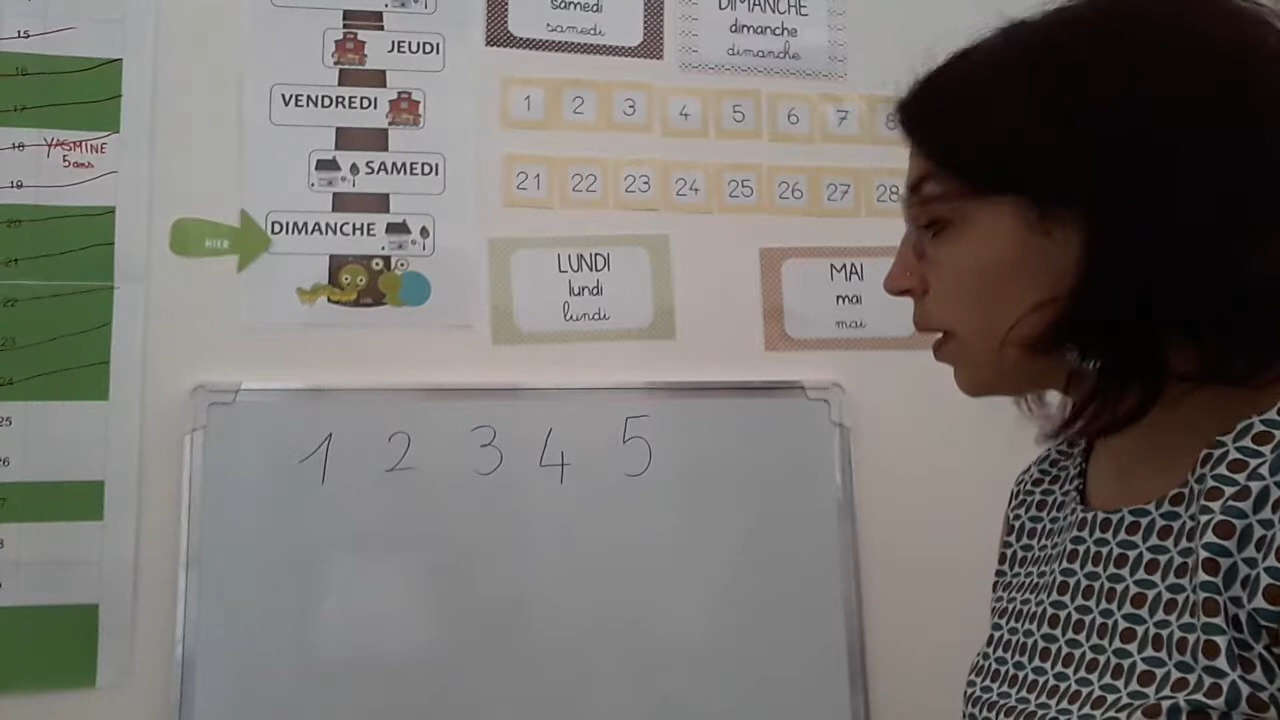 15
16
17
18
YASMINE
5 ans
19
20
21
22
23
24
25
JEUDI
VENDREDI
SAMEDI
HIER
DIMANCHE
samedi
samedi
DIMANCHE
dimanche
dimanche
1 2 3 4 5 6 7 8
21 22 23 24 25 26 27 28
LUNDI
lundi
lundi
MAI
mai
mai
1 2 3 4 5